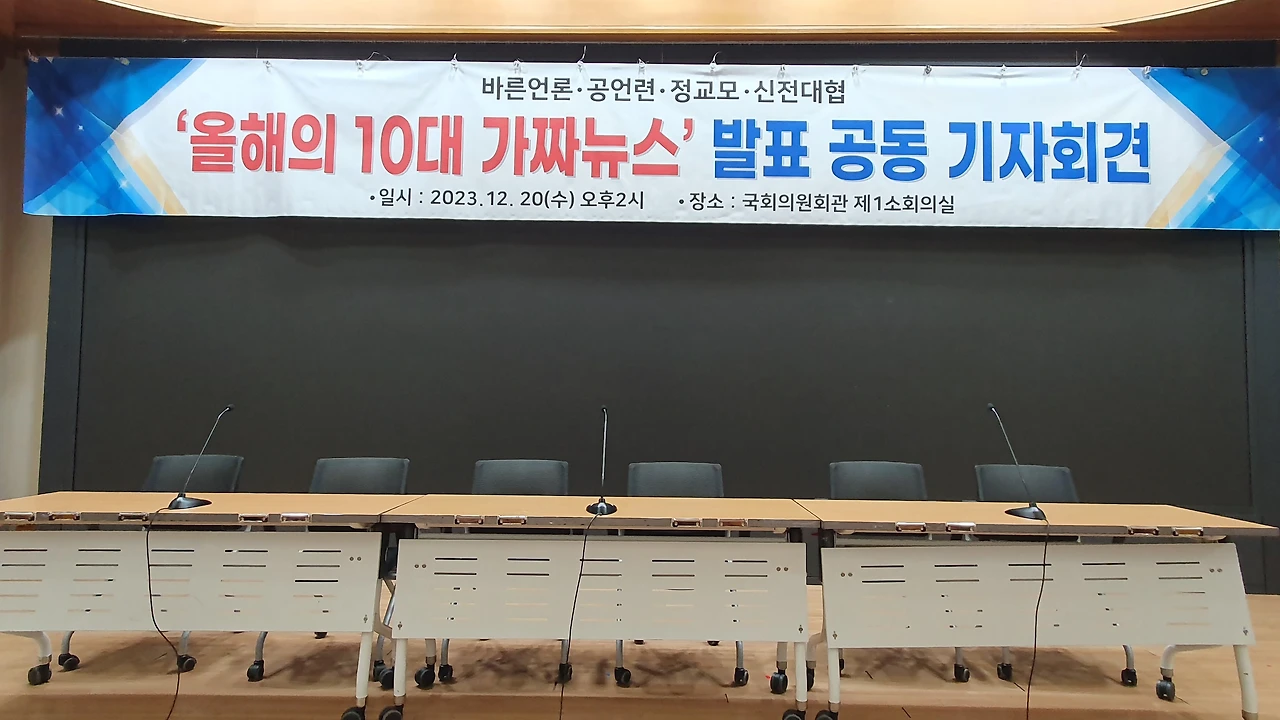 바른언론·공언련·정교모·신전대협
‘올해의 10대 가짜뉴스’ 발표 공동 기자회견
•일시 : 2023.12. 20(수) 오후2시 •장소 : 국회의원회관 제1소회의실